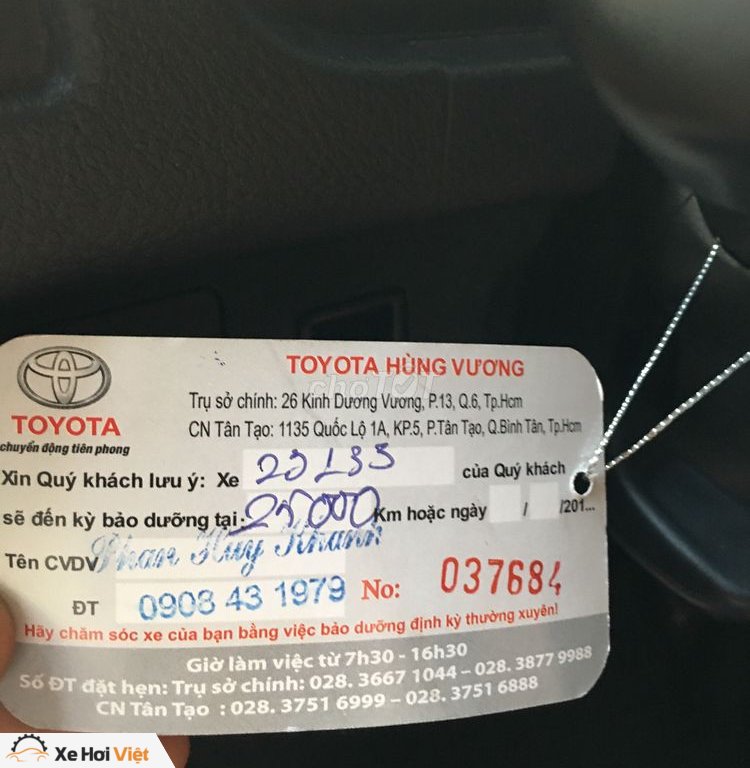 TOYOTA HÙNG VƯƠNG
TOYOTA
chuyển động tiên phong
Trụ sở chính: 26 Kinh Dương Vương, P.13, Q.6, Tp.Hcm
CN Tân Tạo: 1135 Quốc Lộ 1A, KP.5, P.Tân Tạo, Q.Bình Tân, Tp.Hcm
Xin Quý khách lưu ý: Xe của Quý khách
sẽ đến kỳ bảo dưỡng tại: 25000 Km hoặc ngày / /201...
Tên CVDV Phan Huy Khanh
ĐT 0908 43 1979 No: 037684
Hãy chăm sóc xe của bạn bằng việc bảo dưỡng định kỳ thường xuyên!
Giờ làm việc từ 7h30 - 16h30
Số ĐT đặt hẹn: Trụ sở chính: 028. 3667 1044 – 028. 3877 9988
CN Tân Tạo : 028. 3751 6999 – 028. 3751 6888
Xe Hơi Việt